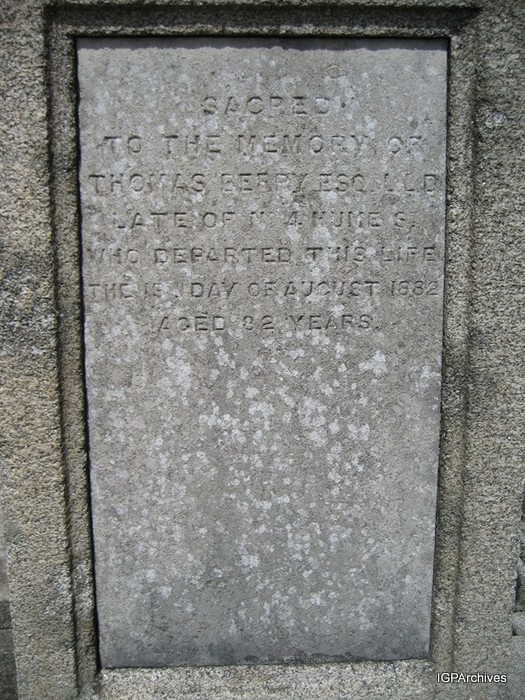 SACRED
TO THE MEMORY OF
THOMAS BERRY ESQ. LLD
LATE OF No 4 HUME St
WHO DEPARTED THIS LIFE
THE DAY OF AUGUST 1882
AGED 82 YEARS.
IGPArchives